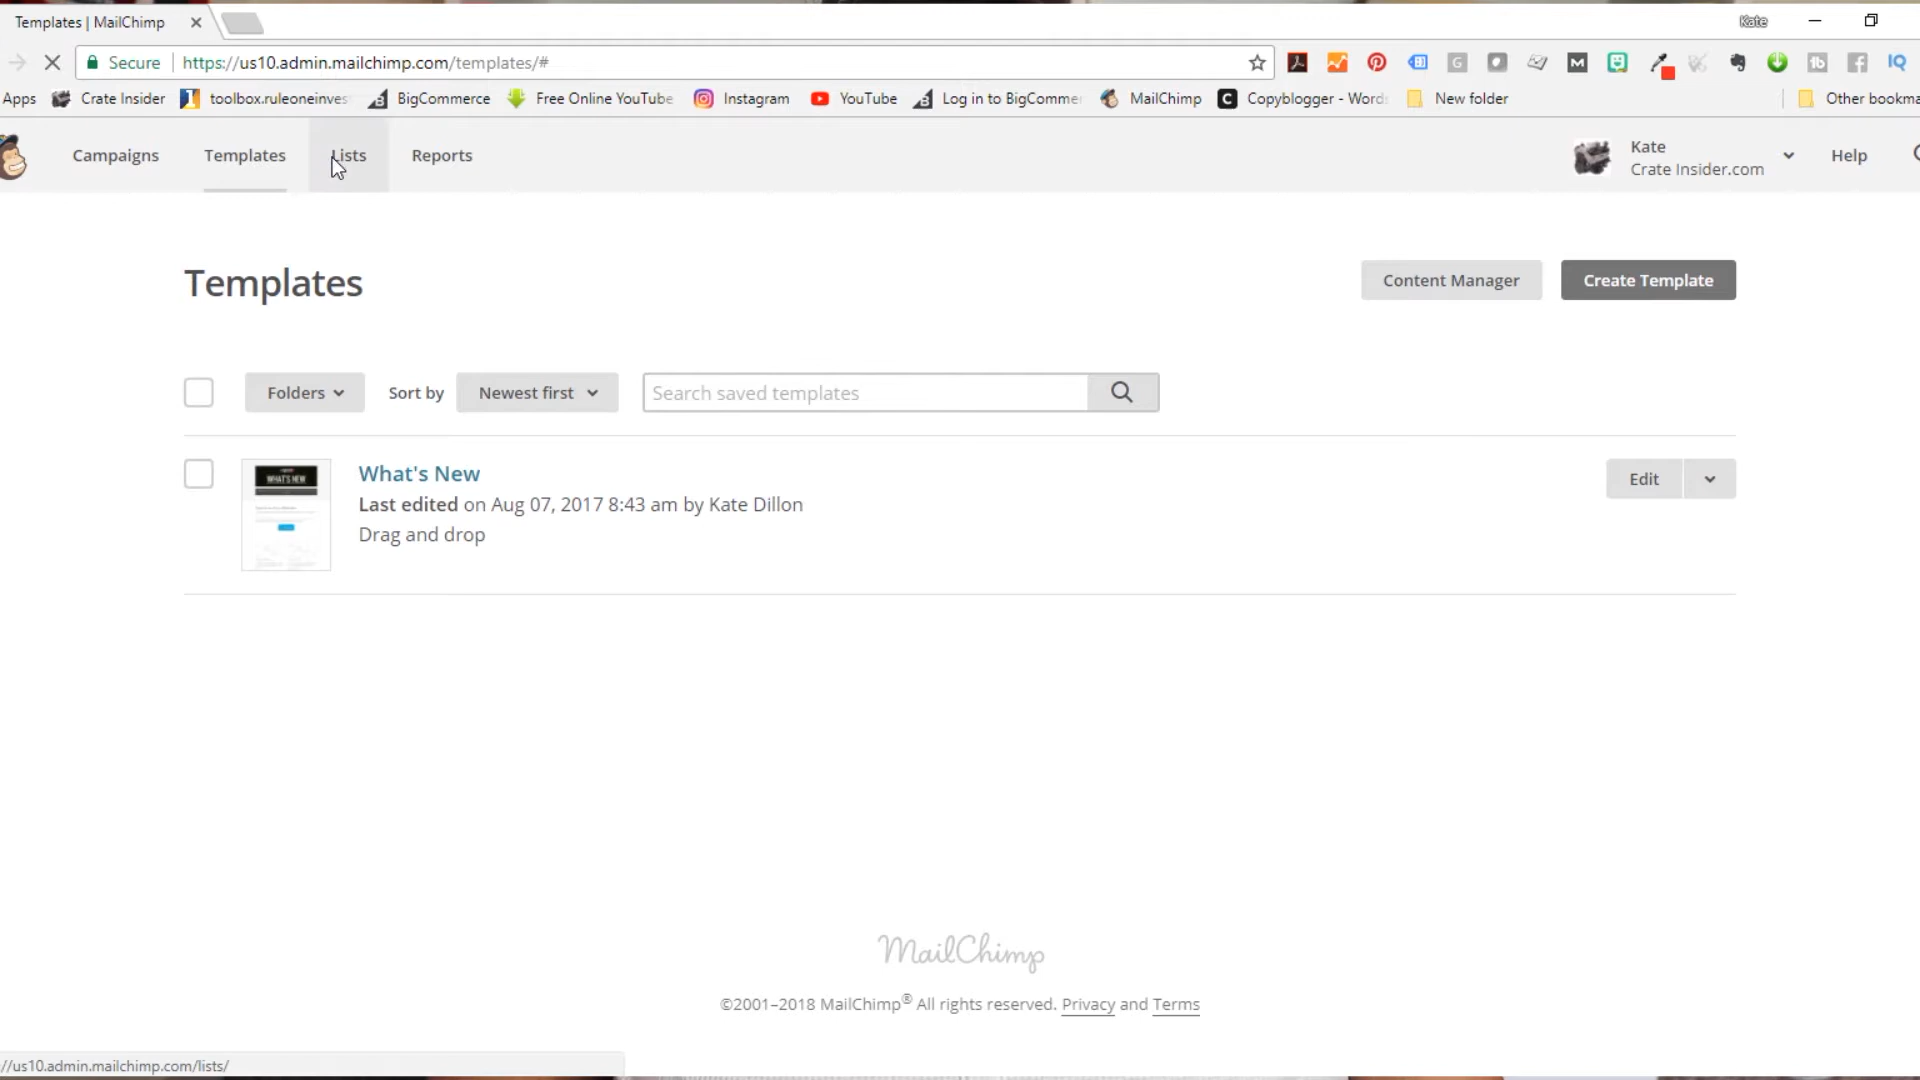 Templates | MailChimp
Kate
Secure https://us10.admin.mailchimp.com/templates/#
Apps Crate Insider toolbox.ruleoneinves BigCommerce Free Online YouTube Instagram YouTube Log in to BigCommer MailChimp Copyblogger - Word New folder Other bookma
Campaigns Templates Lists Reports
Kate
Crate Insider.com
Help
Templates
Content Manager
Create Template
Folders
Sort by
Newest first
Search saved templates
WHAT'S NEW
What's New
Last edited on Aug 07, 2017 8:43 am by Kate Dillon
Drag and drop
Edit
MailChimp
©2001–2018 MailChimp® All rights reserved. Privacy and Terms
//us10.admin.mailchimp.com/lists/